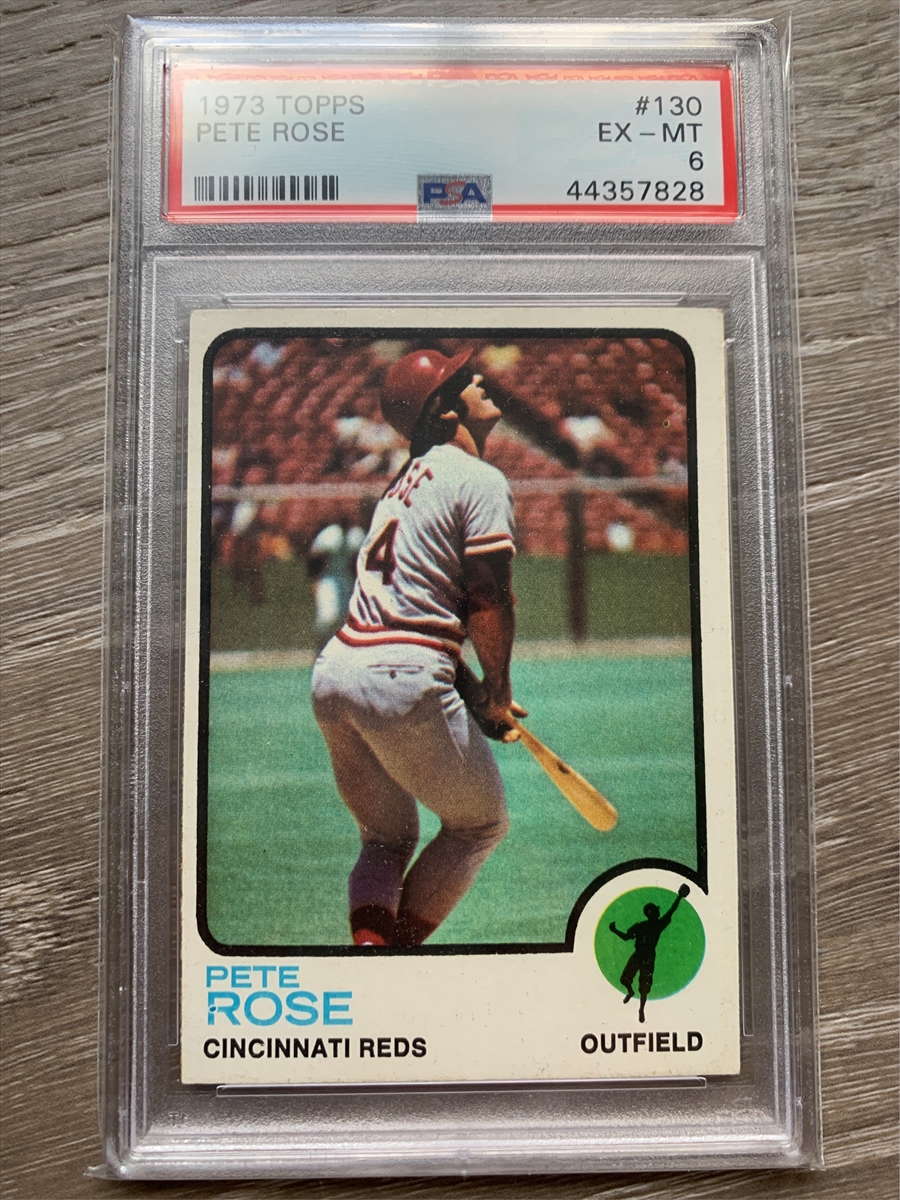 1973 TOPPS #130
PETE ROSE EX - MT
6
PSA 44357828
4
PETE
ROSE
CINCINNATI REDS OUTFIELD